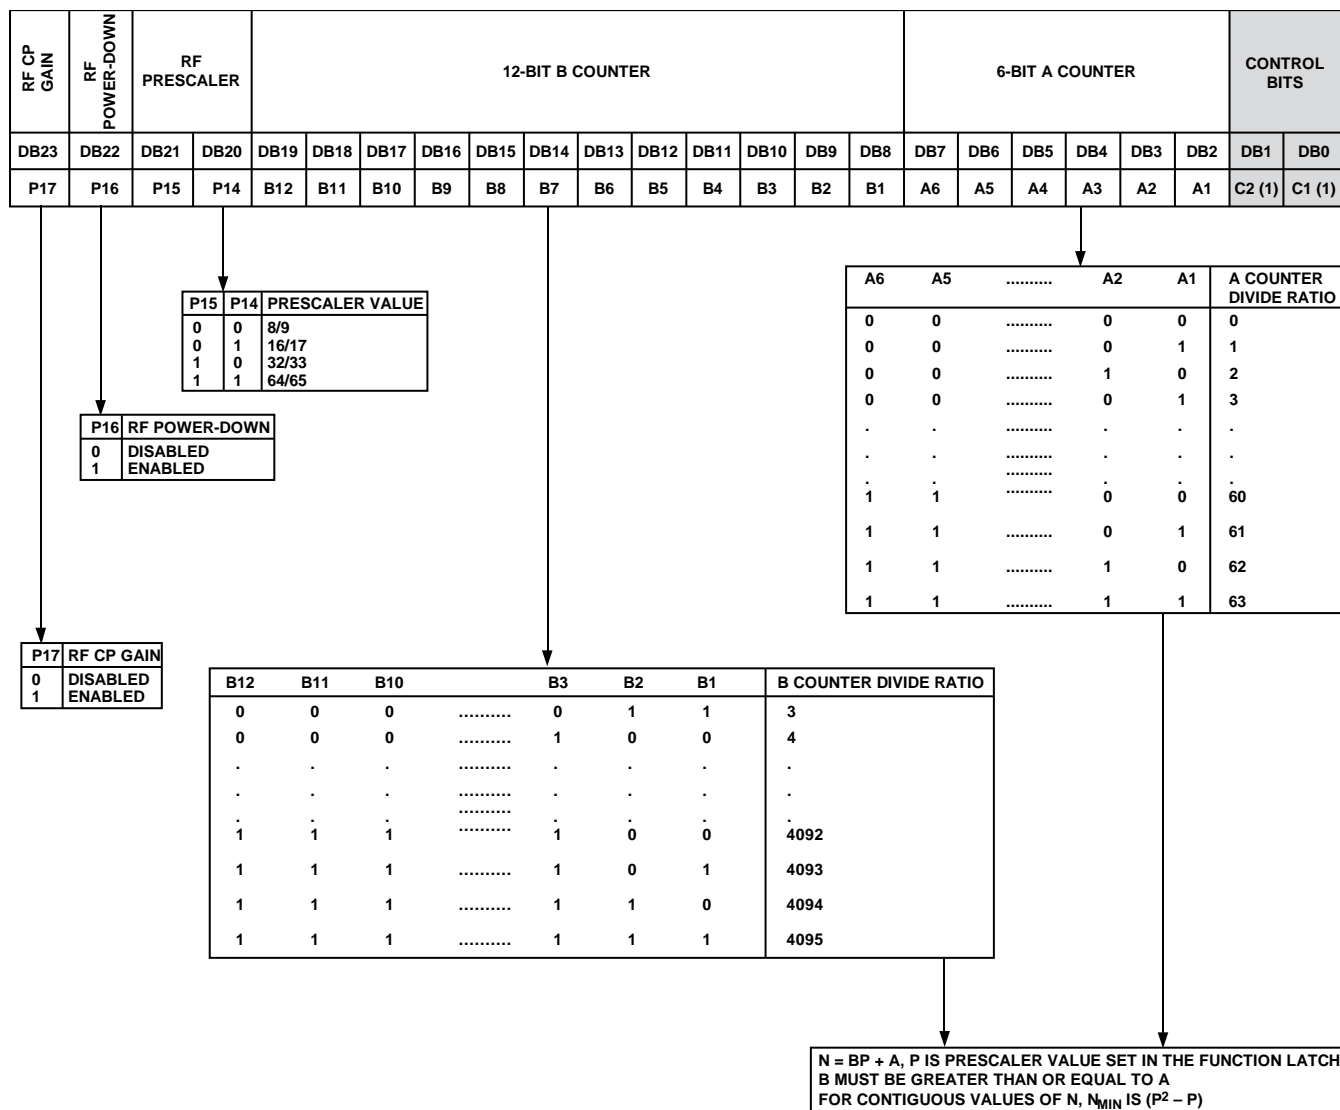 RF CP GAIN
RF POWER-DOWN
RF PRESCALER
12-BIT B COUNTER
6-BIT A COUNTER
CONTROL BITS
DB23 DB22 DB21 DB20 DB19 DB18 DB17 DB16 DB15 DB14 DB13 DB12 DB11 DB10 DB9 DB8 DB7 DB6 DB5 DB4 DB3 DB2 DB1 DB0
P17 P16 P15 P14 B12 B11 B10 B9 B8 B7 B6 B5 B4 B3 B2 B1 A6 A5 A4 A3 A2 A1 C2 (1) C1 (1)
P15 P14 PRESCALER VALUE
0 0 8/9
0 1 16/17
1 0 32/33
1 1 64/65
P16 RF POWER-DOWN
0 DISABLED
1 ENABLED
P17 RF CP GAIN
0 DISABLED
1 ENABLED
A6 A5 .......... A2 A1 A COUNTER DIVIDE RATIO
0 0 .......... 0 0 0
0 0 .......... 0 1 1
0 0 .......... 1 0 2
0 0 .......... 0 1 3
. . .......... . . .
. . .......... . . .
..........
. . . . .
1 1 .......... 0 0 60
1 1 .......... 0 1 61
1 1 .......... 1 0 62
1 1 .......... 1 1 63
B12 B11 B10 B3 B2 B1 B COUNTER DIVIDE RATIO
0 0 0 .......... 0 1 1 3
0 0 0 .......... 1 0 0 4
. . . .......... . . . .
. . . .......... . . . .
..........
. . . . . . .
1 1 1 .......... 1 0 0 4092
1 1 1 .......... 1 0 1 4093
1 1 1 .......... 1 1 0 4094
1 1 1 .......... 1 1 1 4095
N = BP + A, P IS PRESCALER VALUE SET IN THE FUNCTION LATCH
B MUST BE GREATER THAN OR EQUAL TO A
FOR CONTIGUOUS VALUES OF N, N_MIN IS (P² – P)